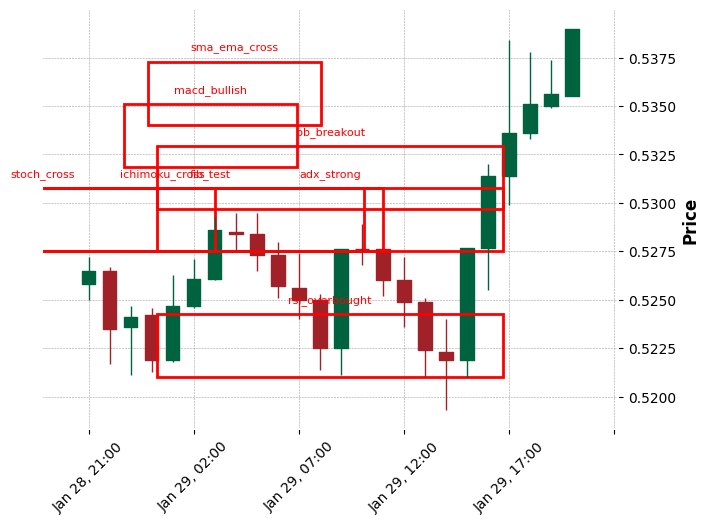 sma_ema_cross
macd_bullish
bb_breakout
stoch_cross
ichimoku_cross
adx_strong
rsi_overbought
0.5375
0.5350
0.5325
0.5300
0.5275
0.5250
0.5225
0.5200
Price
Jan 28, 21:00
Jan 29, 02:00
Jan 29, 07:00
Jan 29, 12:00
Jan 29, 17:00